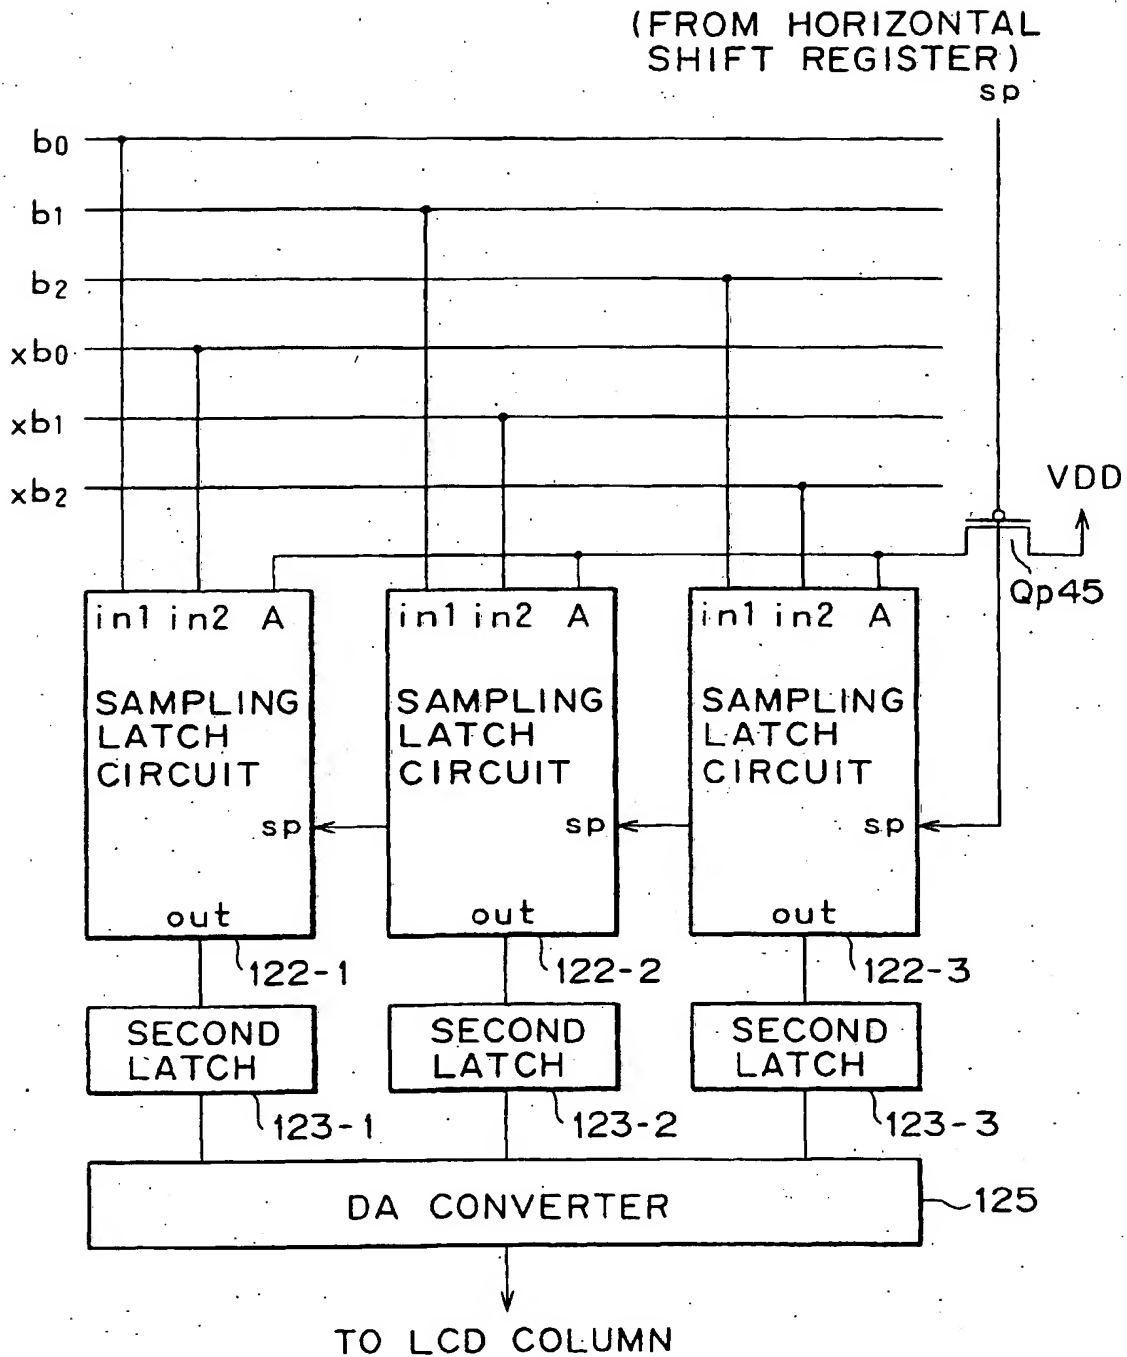 (FROM HORIZONTAL
SHIFT REGISTER)
sp
b0
b1
b2
xb0
xb1
xb2
VDD
Qp45
in1 in2 A
in1 in2 A
in1 in2 A
SAMPLING
LATCH
CIRCUIT
SAMPLING
LATCH
CIRCUIT
SAMPLING
LATCH
CIRCUIT
sp
sp
sp
out
out
out
122-1
122-2
122-3
SECOND
LATCH
SECOND
LATCH
SECOND
LATCH
123-1
123-2
123-3
DA CONVERTER
125
TO LCD COLUMN